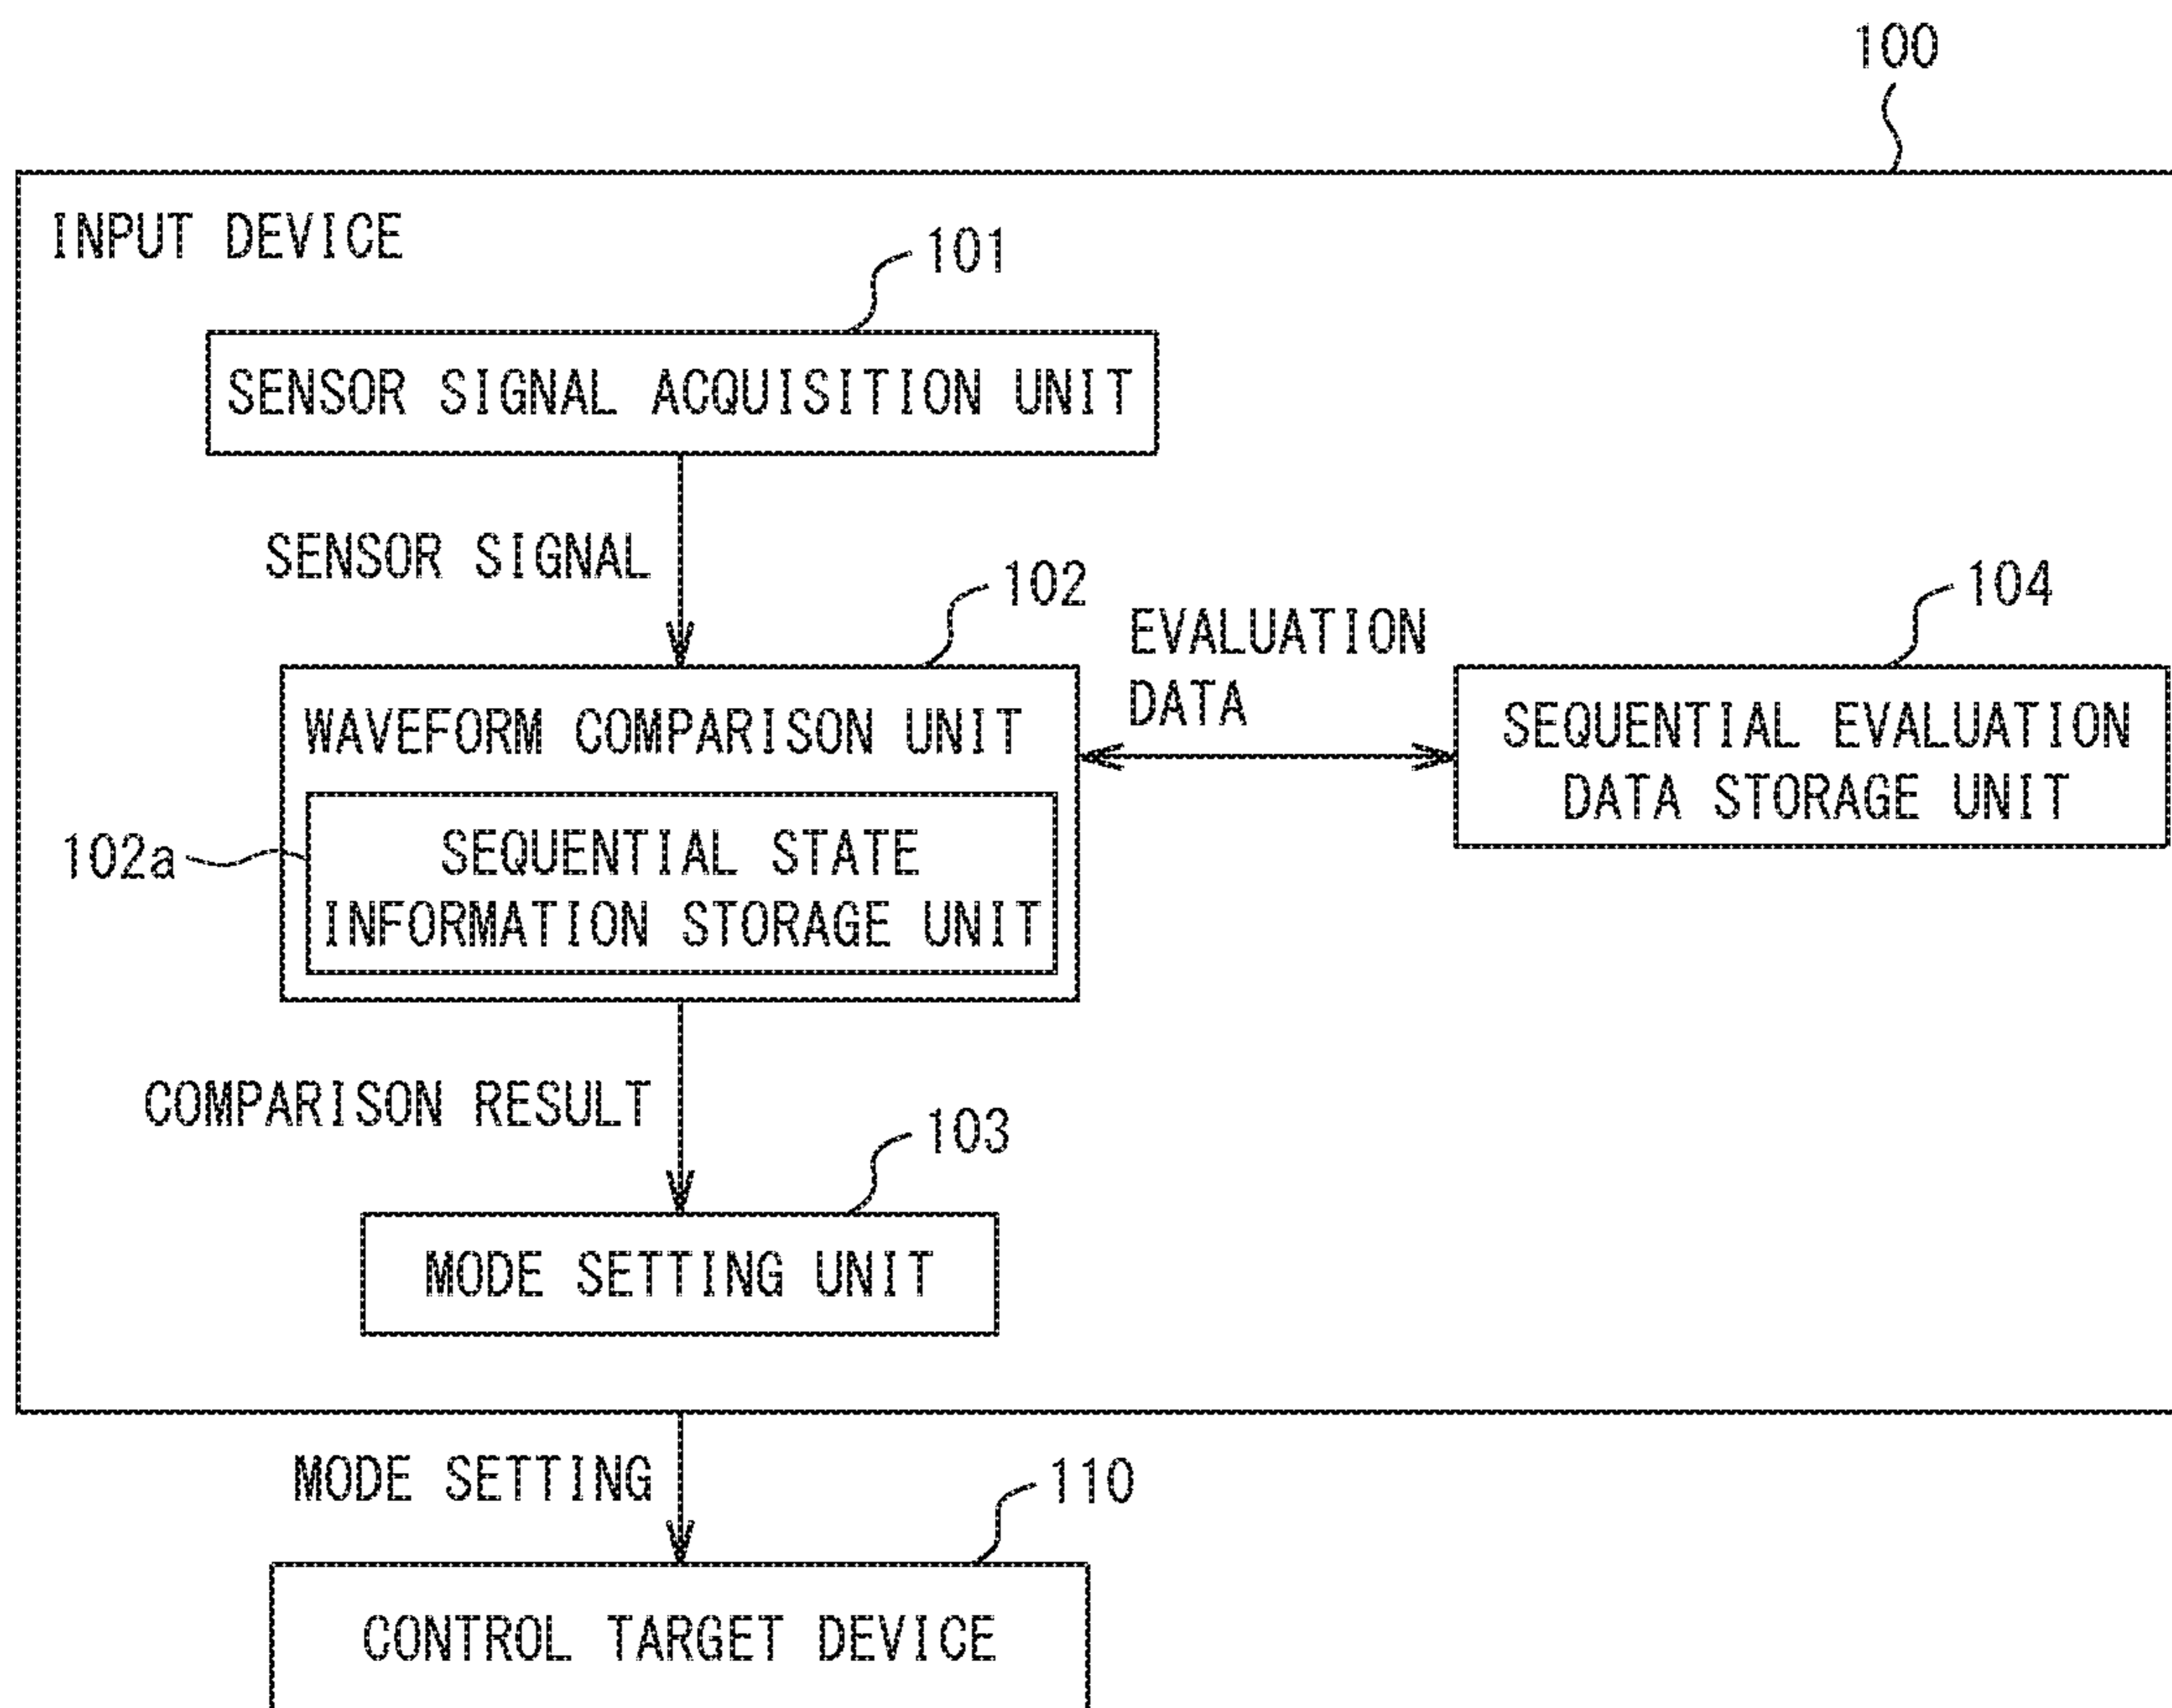 100
INPUT DEVICE
101
SENSOR SIGNAL ACQUISITION UNIT
SENSOR SIGNAL
102
EVALUATION
DATA
104
WAVEFORM COMPARISON UNIT
SEQUENTIAL EVALUATION
DATA STORAGE UNIT
102a
SEQUENTIAL STATE
INFORMATION STORAGE UNIT
COMPARISON RESULT
103
MODE SETTING UNIT
MODE SETTING
110
CONTROL TARGET DEVICE